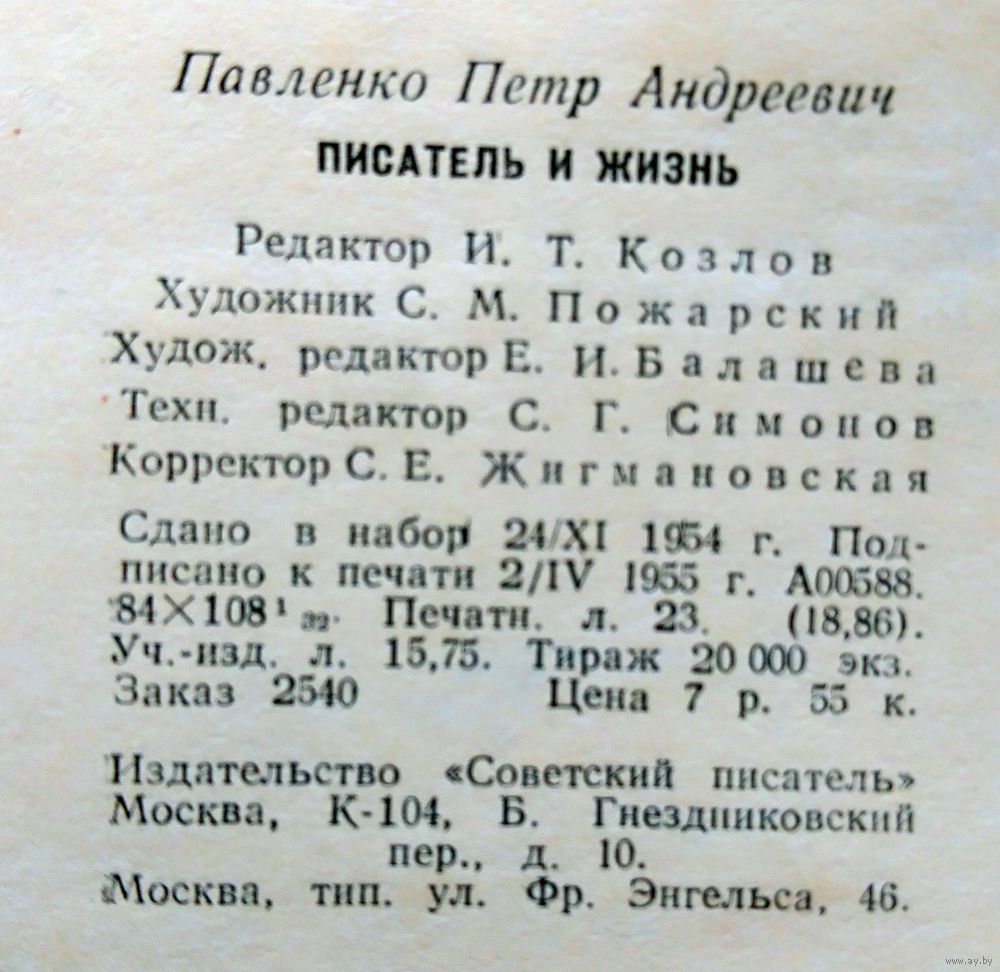 Павленко Петр Андреевич
ПИСАТЕЛЬ И ЖИЗНЬ
Редактор И. Т. Козлов
Художник С. М. Пожарский
Худож. редактор Е. И. Балашева
Техн. редактор С. Г. Симонов
Корректор С. Е. Жигмановская
Сдано в набор 24/XI 1954 г. Под-
писано к печати 2/IV 1955 г. А00588.
84×108 1/32. Печатн. л. 23. (18,86).
Уч.-изд. л. 15,75. Тираж 20 000 экз.
Заказ 2540 Цена 7 р. 55 к.
Издательство «Советский писатель»
Москва, К-104, Б. Гнездниковский
пер., д. 10.
Москва, тип. ул. Фр. Энгельса, 46.
www.ay.by